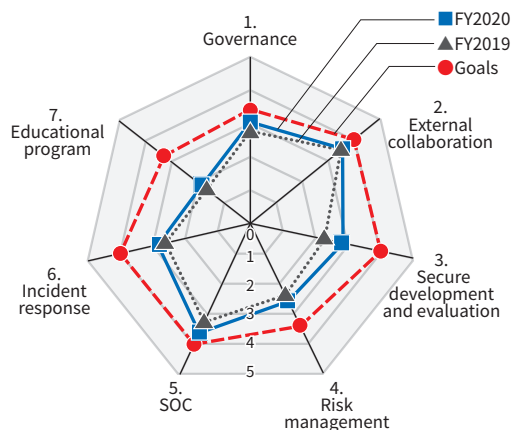 1.
Governance
FY2020
FY2019
Goals
2.
External
collaboration
7.
Educational
program
0
1
2
3
4
5
3.
Secure
development
and evaluation
6.
Incident
response
5.
SOC
4.
Risk
management